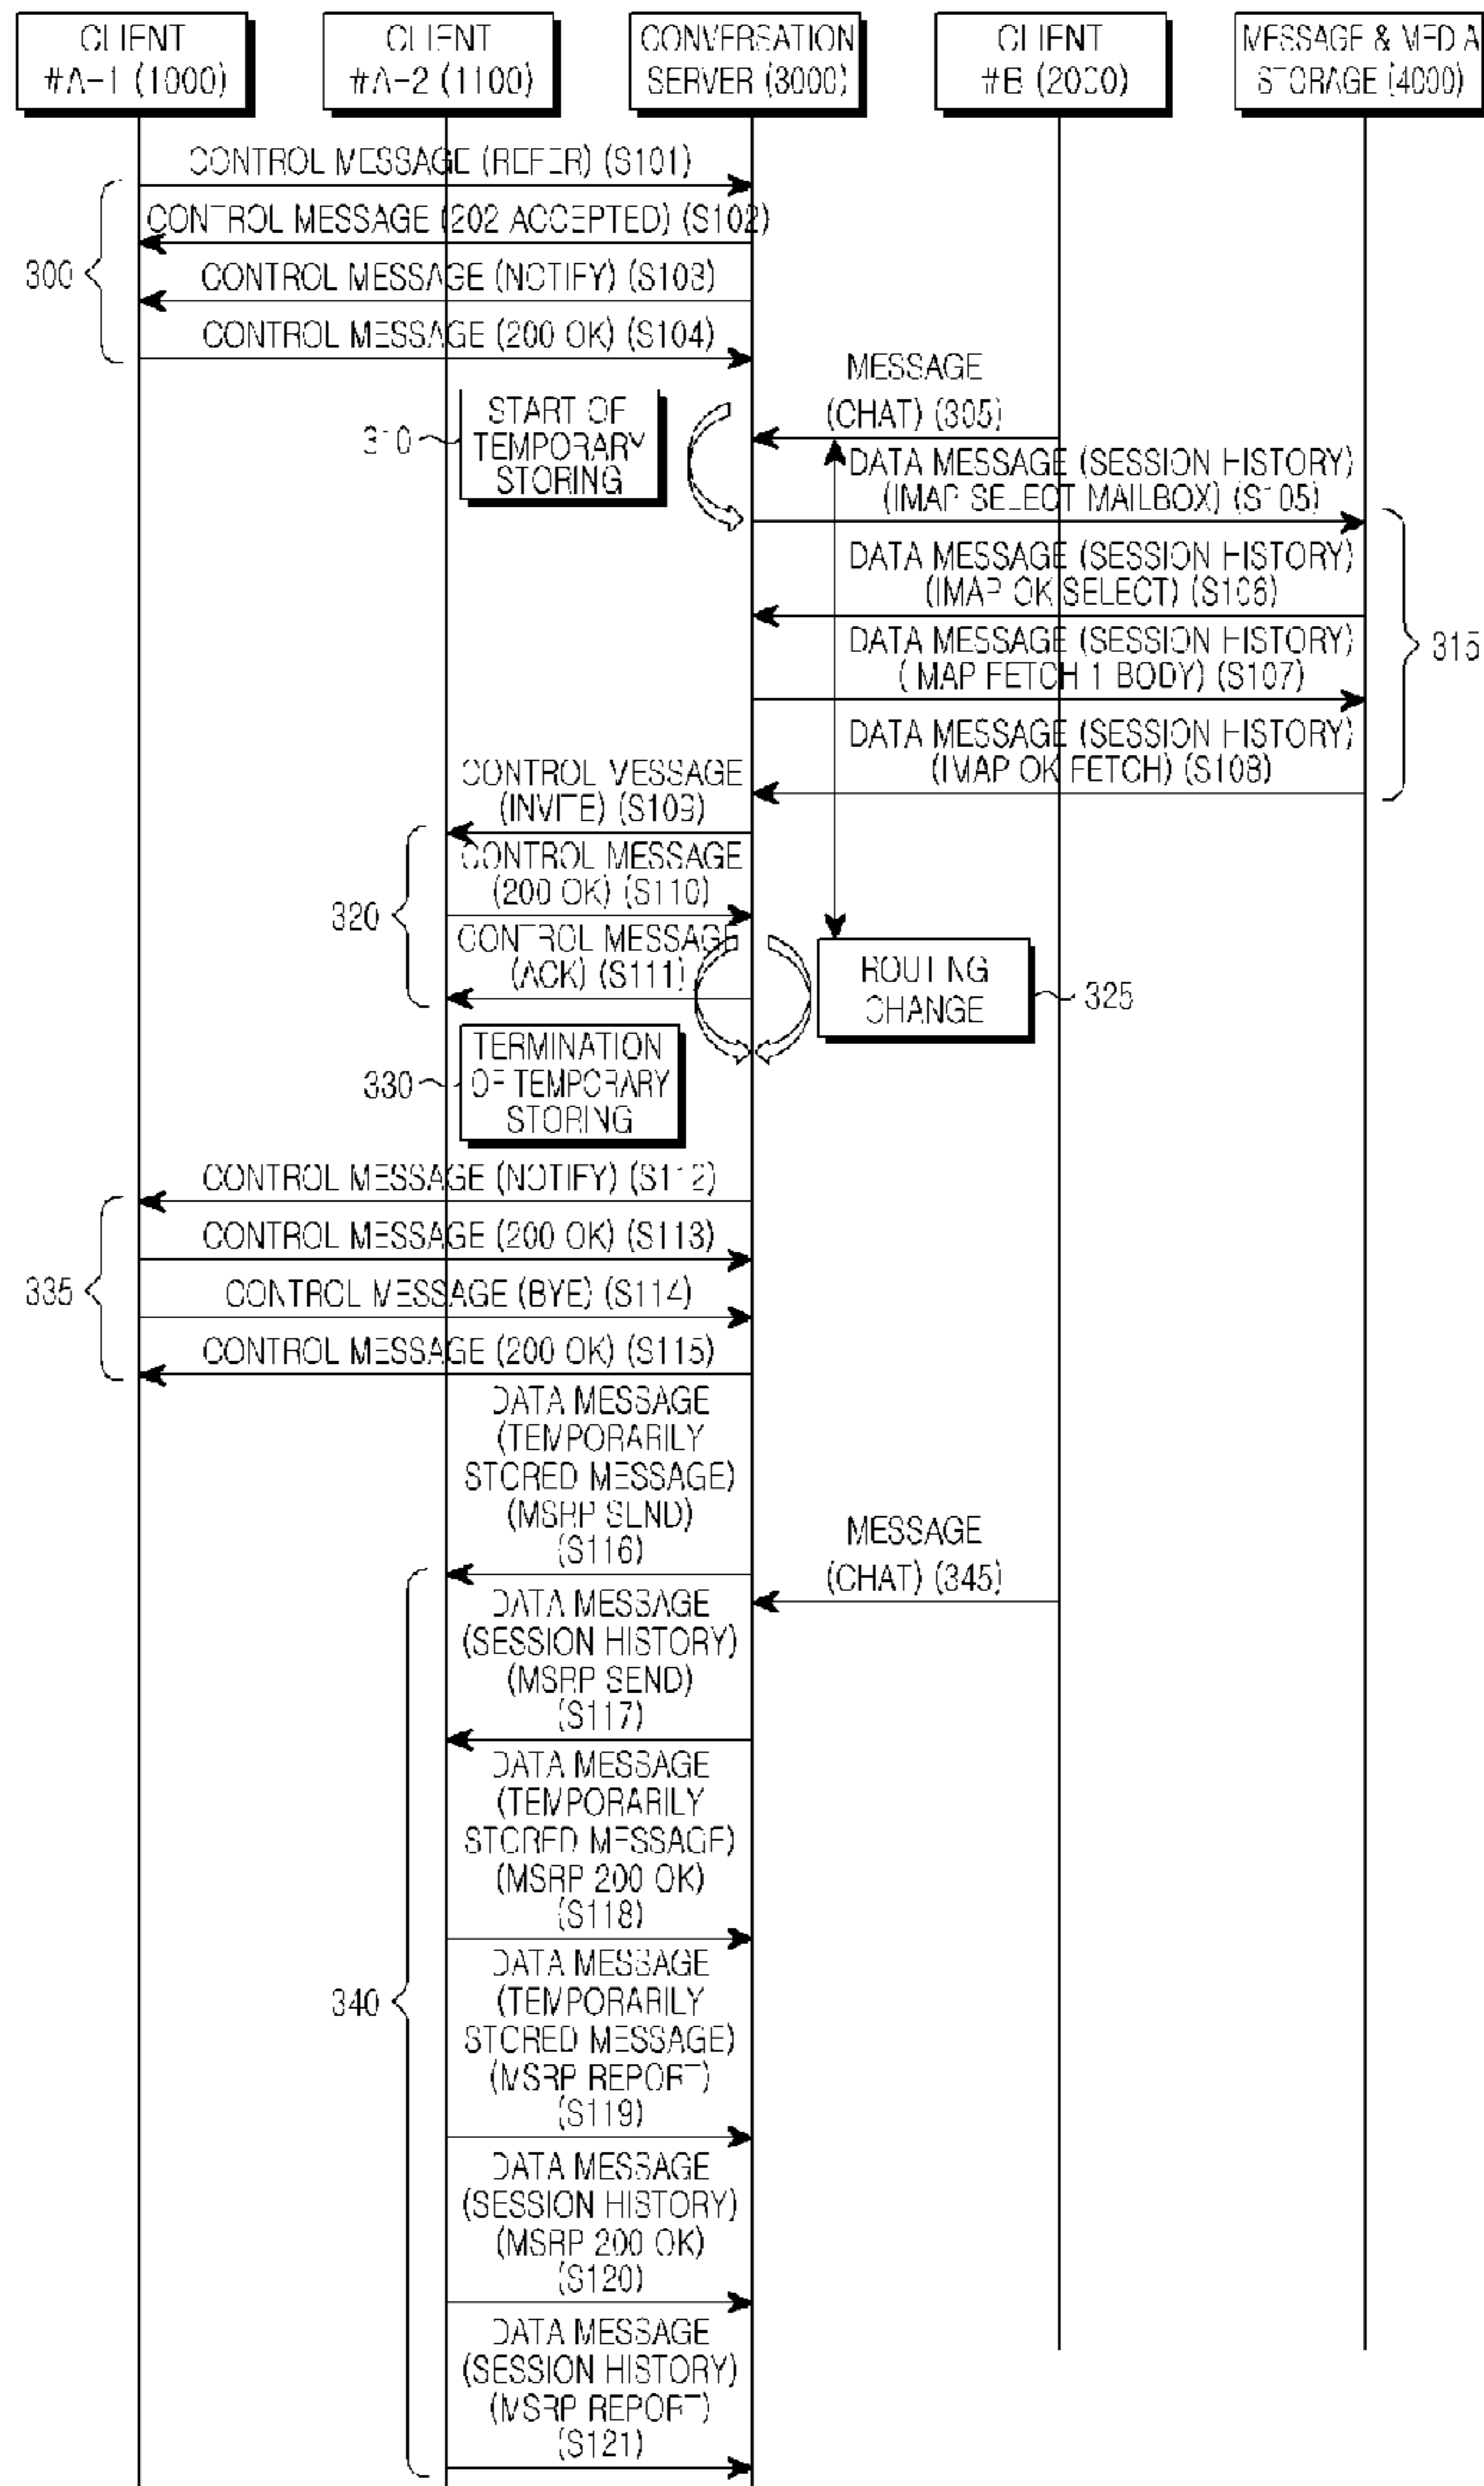 CLIENT
#A-1 (1000)
CLIENT
#A-2 (1100)
CONVERSATION
SERVER (3000)
CLIENT
#B (2000)
MESSAGE & MEDIA
STORAGE (4000)
CONTROL MESSAGE (REFER) (S101)
CONTROL MESSAGE (202 ACCEPTED) (S102)
300
CONTROL MESSAGE (NOTIFY) (S103)
CONTROL MESSAGE (200 OK) (S104)
MESSAGE
(CHAT) (305)
310
START OF
TEMPORARY
STORING
DATA MESSAGE (SESSION HISTORY)
(IMAP SELECT MAILBOX) (S105)
DATA MESSAGE (SESSION HISTORY)
(IMAP OK SELECT) (S106)
315
DATA MESSAGE (SESSION HISTORY)
(IMAP FETCH 1 BODY) (S107)
DATA MESSAGE (SESSION HISTORY)
(IMAP OK FETCH) (S108)
CONTROL MESSAGE
(INVITE) (S109)
320
CONTROL MESSAGE
(200 OK) (S110)
CONTROL MESSAGE
(ACK) (S111)
ROUTING
CHANGE
325
330
TERMINATION
OF TEMPORARY
STORING
CONTROL MESSAGE (NOTIFY) (S112)
CONTROL MESSAGE (200 OK) (S113)
335
CONTROL MESSAGE (BYE) (S114)
CONTROL MESSAGE (200 OK) (S115)
DATA MESSAGE
(TEMPORARILY
STORED MESSAGE)
(MSRP SEND)
(S116)
MESSAGE
(CHAT) (345)
DATA MESSAGE
(SESSION HISTORY)
(MSRP SEND)
(S117)
DATA MESSAGE
(TEMPORARILY
STORED MESSAGE)
(MSRP 200 OK)
(S118)
340
DATA MESSAGE
(TEMPORARILY
STORED MESSAGE)
(MSRP REPORT)
(S119)
DATA MESSAGE
(SESSION HISTORY)
(MSRP 200 OK)
(S120)
DATA MESSAGE
(SESSION HISTORY)
(MSRP REPORT)
(S121)